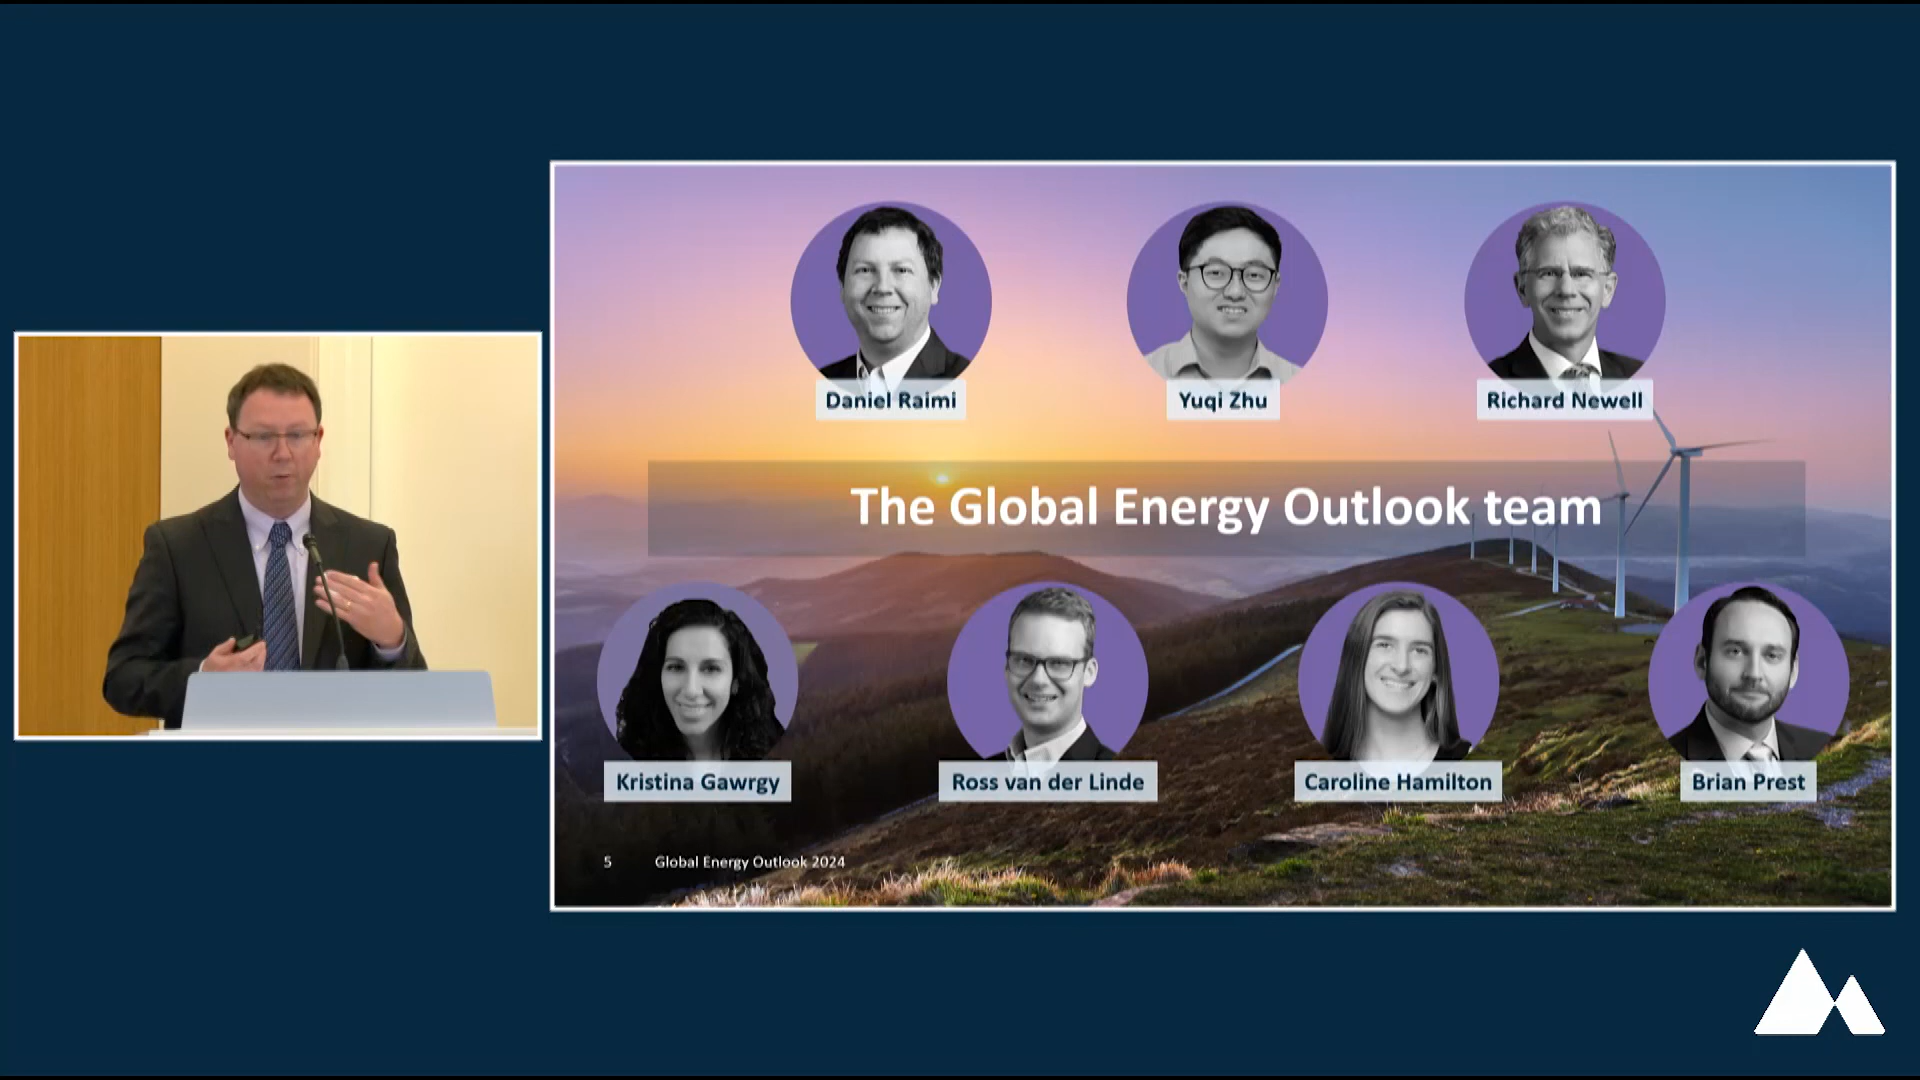 Daniel Raimi
Yuqi Zhu
Richard Newell
The Global Energy Outlook team
Kristina Gawrgy
Ross van der Linde
Caroline Hamilton
Brian Prest
5 Global Energy Outlook 2024